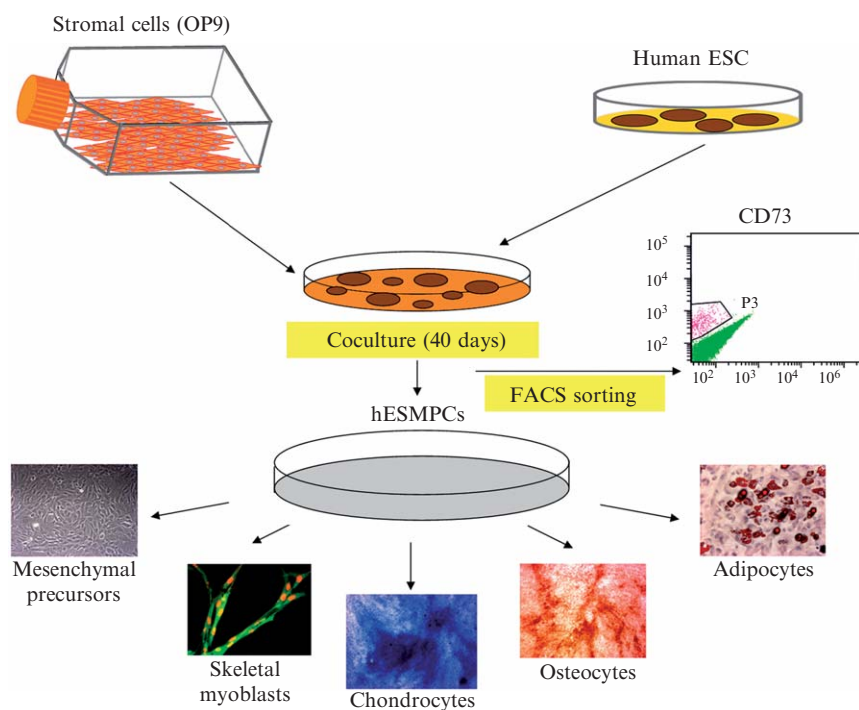 Stromal cells (OP9)
Human ESC
CD73
10^5
10^4
10^3
10^2
P3
10^2 10^3 10^4 10^6
Coculture (40 days)
FACS sorting
hESMPCs
Mesenchymal
precursors
Skeletal
myoblasts
Chondrocytes
Osteocytes
Adipocytes